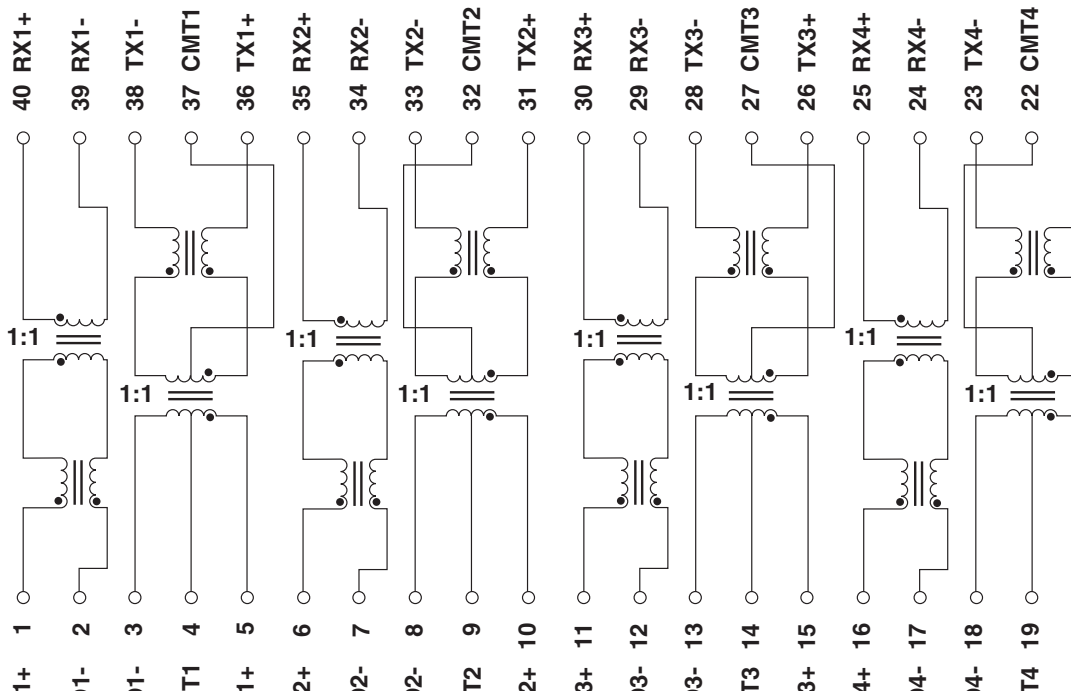 40 RX1+
39 RX1-
38 TX1-
37 CMT1
36 TX1+
35 RX2+
34 RX2-
33 TX2-
32 CMT2
31 TX2+
30 RX3+
29 RX3-
28 TX3-
27 CMT3
26 TX3+
25 RX4+
24 RX4-
23 TX4-
22 CMT4
1:1
1:1
1:1
1:1
1:1
1:1
1:1
1:1
1
2
3
4
5
6
7
8
9
10
11
12
13
14
15
16
17
18
19